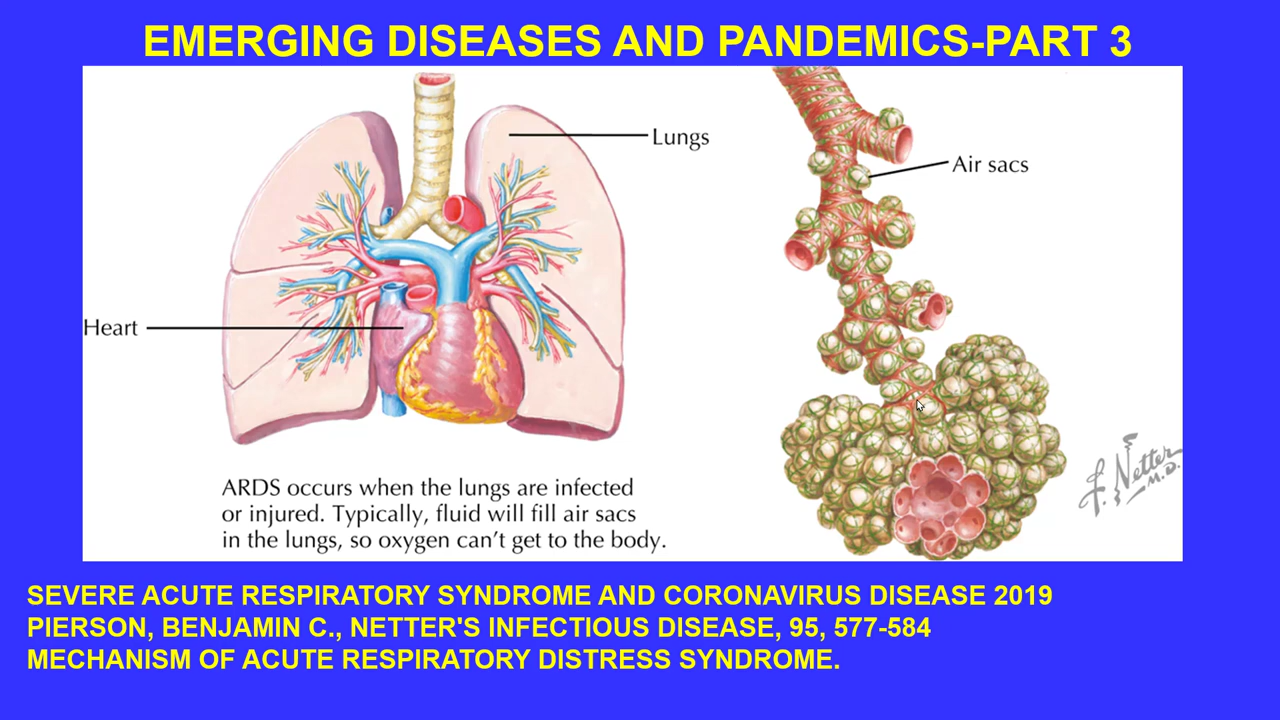 EMERGING DISEASES AND PANDEMICS-PART 3
Lungs
Air sacs
Heart
F. Netter
M.D.
ARDS occurs when the lungs are infected
or injured. Typically, fluid will fill air sacs
in the lungs, so oxygen can’t get to the body.
SEVERE ACUTE RESPIRATORY SYNDROME AND CORONAVIRUS DISEASE 2019
PIERSON, BENJAMIN C., NETTER'S INFECTIOUS DISEASE, 95, 577-584
MECHANISM OF ACUTE RESPIRATORY DISTRESS SYNDROME.